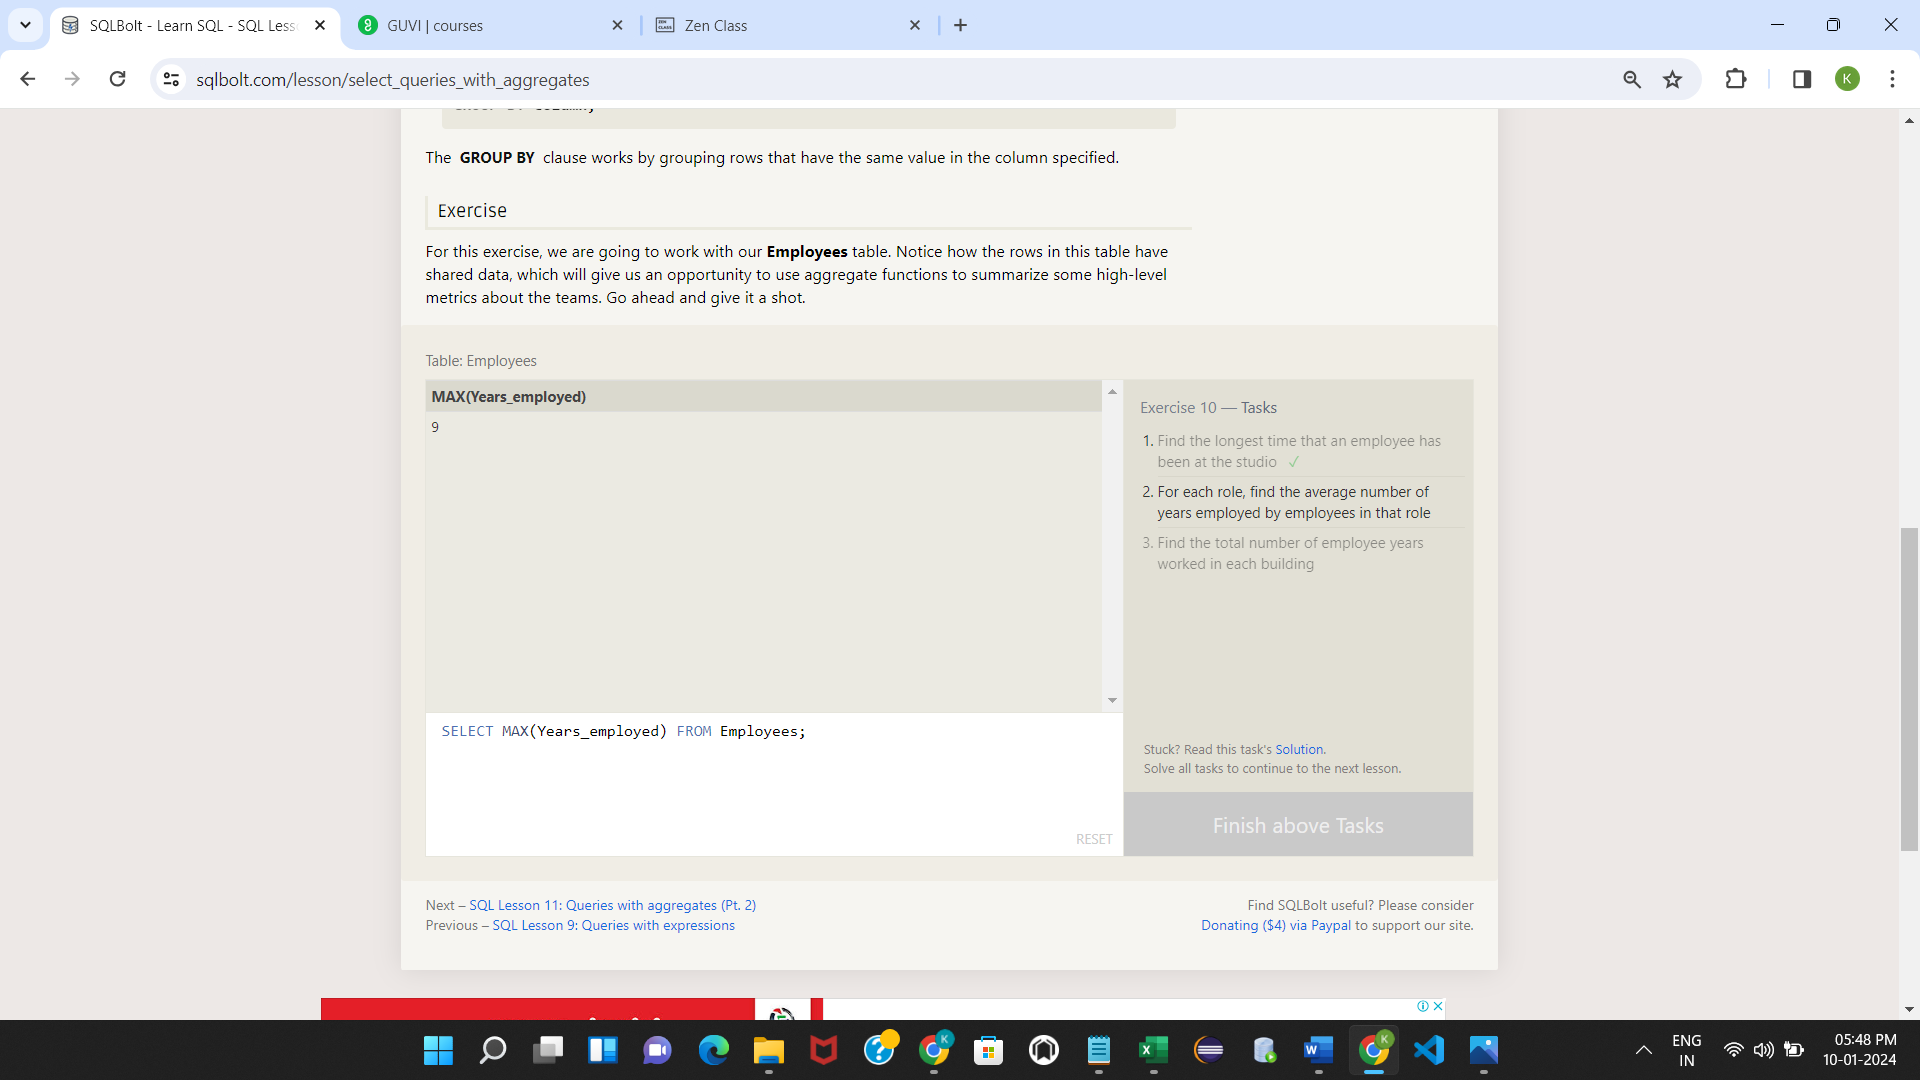 SQLBolt - Learn SQL - SQL Less
GUVI | courses
Zen Class
sqlbolt.com/lesson/select_queries_with_aggregates
K
The GROUP BY clause works by grouping rows that have the same value in the column specified.
Exercise
For this exercise, we are going to work with our Employees table. Notice how the rows in this table have
shared data, which will give us an opportunity to use aggregate functions to summarize some high-level
metrics about the teams. Go ahead and give it a shot.
Table: Employees
MAX(Years_employed)
9
SELECT MAX(Years_employed) FROM Employees;
RESET
Exercise 10 — Tasks
1. Find the longest time that an employee has
been at the studio ✓
2. For each role, find the average number of
years employed by employees in that role
3. Find the total number of employee years
worked in each building
Stuck? Read this task's Solution.
Solve all tasks to continue to the next lesson.
Finish above Tasks
Next – SQL Lesson 11: Queries with aggregates (Pt. 2)
Previous – SQL Lesson 9: Queries with expressions
Find SQLBolt useful? Please consider
Donating ($4) via Paypal to support our site.
ENG
IN
05:48 PM
10-01-2024